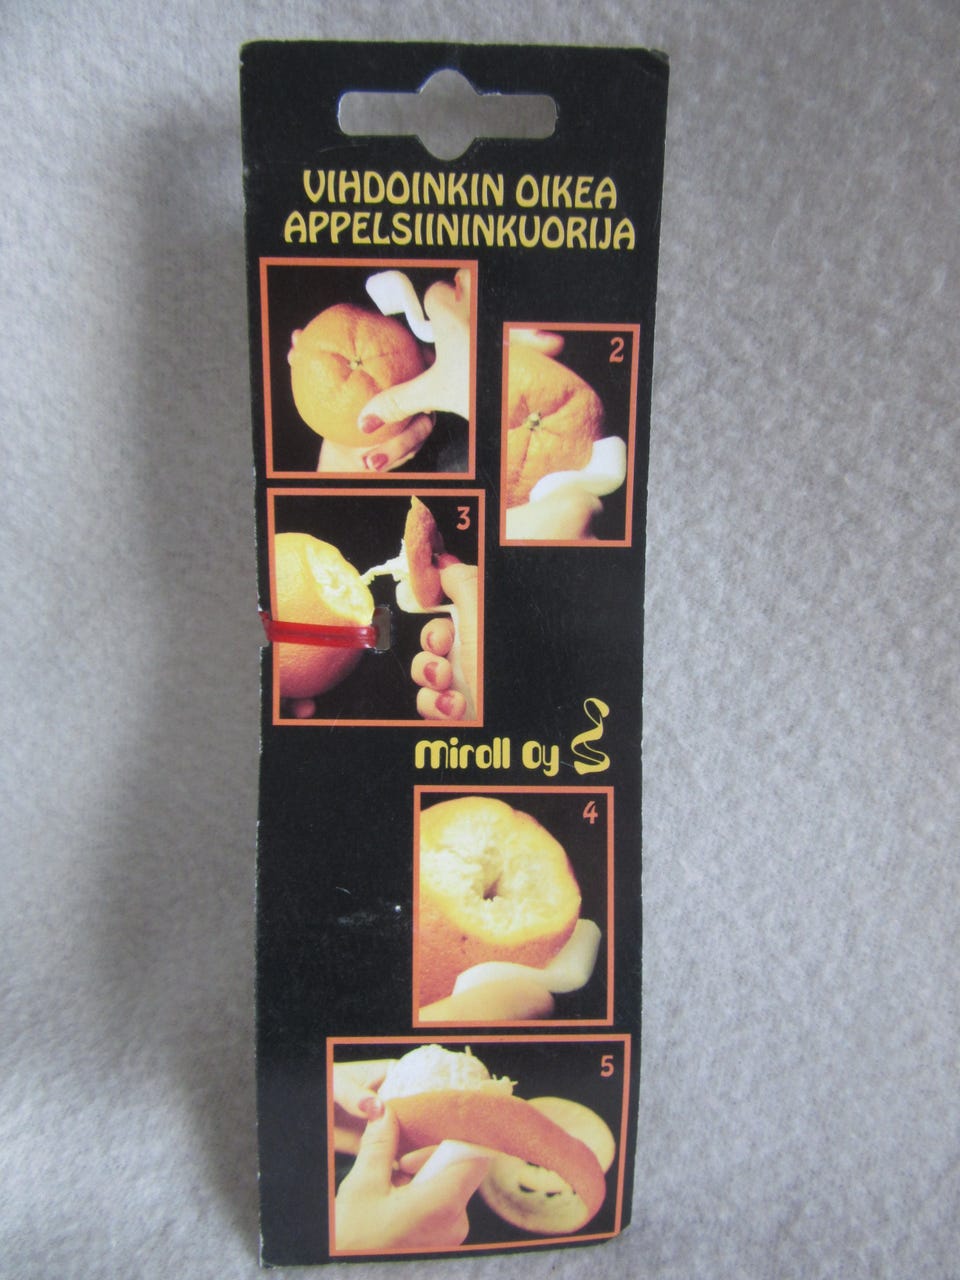 VIHDOINKIN OIKEA
APPELSIININKUORIJA
2
3
Miroll Oy
4
5